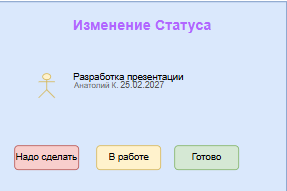 Изменение Статуса
Разработка презентации
Анатолий К. 25.02.2027
Надо сделать
В работе
Готово